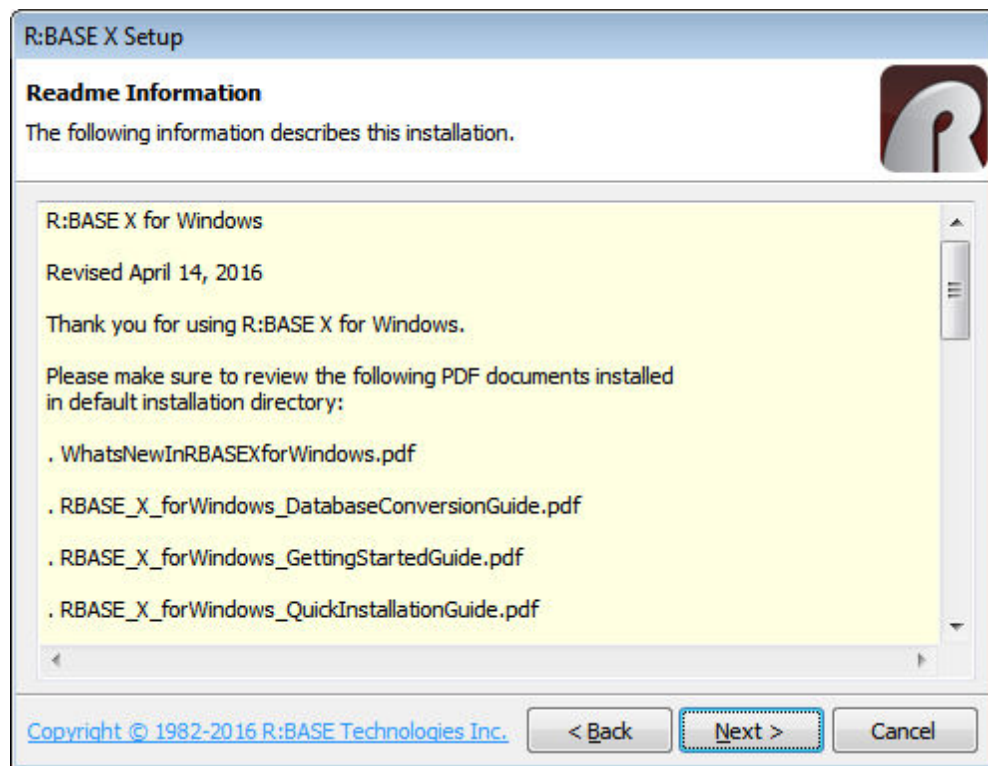 R:BASE X Setup
Readme Information
The following information describes this installation.
R:BASE X for Windows
Revised April 14, 2016
Thank you for using R:BASE X for Windows.
Please make sure to review the following PDF documents installed
in default installation directory:
. WhatsNewInRBASEXforWindows.pdf
. RBASE_X_forWindows_DatabaseConversionGuide.pdf
. RBASE_X_forWindows_GettingStartedGuide.pdf
. RBASE_X_forWindows_QuickInstallationGuide.pdf
Copyright © 1982-2016 R:BASE Technologies Inc.
< Back
Next >
Cancel